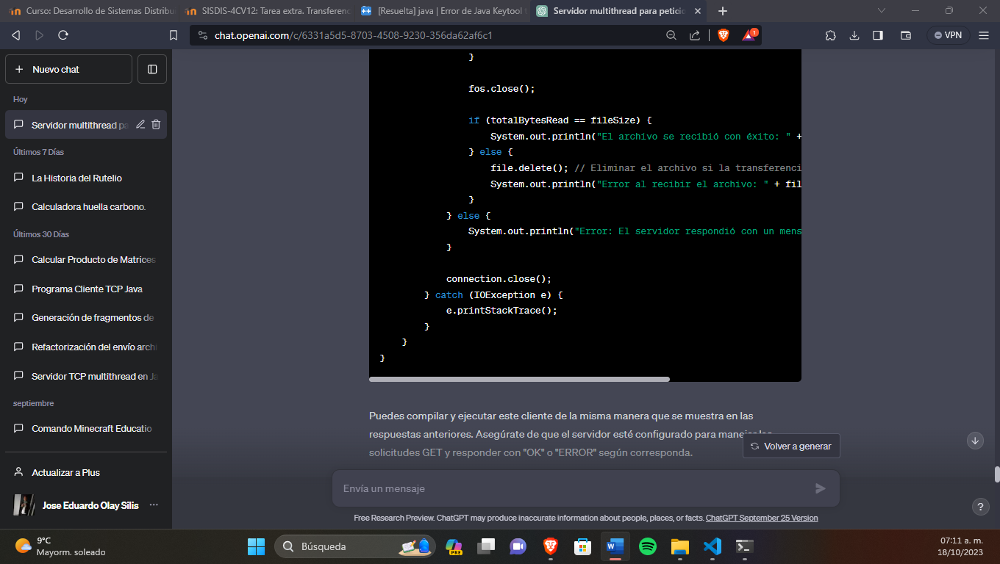 Curso: Desarrollo de Sistemas Distribu
SISDIS-4CV12: Tarea extra. Transferenc
[Resuelta] java | Error de Java Keytool
Servidor multithread para peticio
chat.openai.com/c/6331a5d5-8703-4508-9230-356da62af6c1
1
VPN
Nuevo chat
Hoy
Servidor multithread pa
Últimos 7 Días
La Historia del Rutelio
Calculadora huella carbono.
Últimos 30 Días
Calcular Producto de Matrices
Programa Cliente TCP Java
Generación de fragmentos de
Refactorización del envío archi
Servidor TCP multithread en Ja
septiembre
Comando Minecraft Educatio
Actualizar a Plus
Jose Eduardo Olay Silis
}
fos.close();
if (totalBytesRead == fileSize) {
System.out.println("El archivo se recibió con éxito: " +
} else {
file.delete(); // Eliminar el archivo si la transferenci
System.out.println("Error al recibir el archivo: " + fil
}
} else {
System.out.println("Error: El servidor respondió con un mens
}
connection.close();
} catch (IOException e) {
e.printStackTrace();
}
}
}
Puedes compilar y ejecutar este cliente de la misma manera que se muestra en las
respuestas anteriores. Asegúrate de que el servidor esté configurado para manejar las
solicitudes GET y responder con "OK" o "ERROR" según corresponda.
Volver a generar
Envía un mensaje
Free Research Preview. ChatGPT may produce inaccurate information about people, places, or facts. ChatGPT September 25 Version
?
9°C
Mayorm. soleado
Búsqueda
PRE
07:11 a. m.
18/10/2023